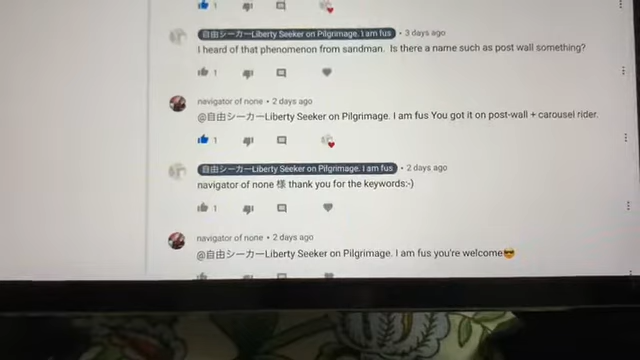 1
自由シーカーLiberty Seeker on Pilgrimage. I am fus • 3 days ago
I heard of that phenomenon from sandman. Is there a name such as post wall something?
1
navigator of none • 2 days ago
@自由シーカーLiberty Seeker on Pilgrimage. I am fus You got it on post-wall + carousel rider.
1
自由シーカーLiberty Seeker on Pilgrimage. I am fus • 2 days ago
navigator of none 様 thank you for the keywords:-)
1
navigator of none • 2 days ago
@自由シーカーLiberty Seeker on Pilgrimage. I am fus you're welcome😎